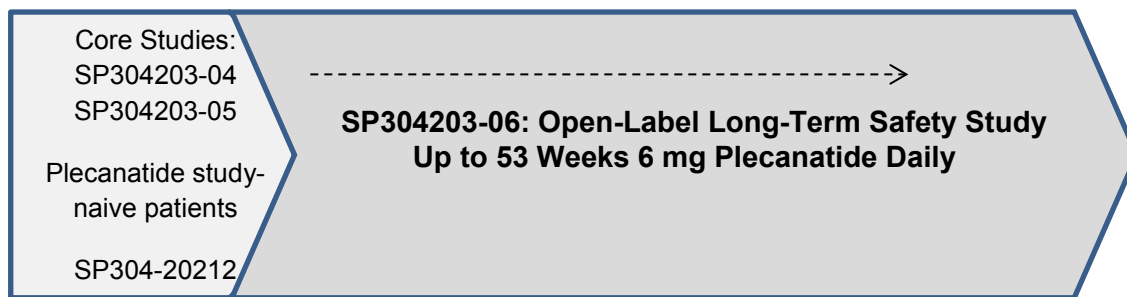 Core Studies:
SP304203-04
SP304203-05
Plecanatide study-
naive patients
SP304-20212
SP304203-06: Open-Label Long-Term Safety Study
Up to 53 Weeks 6 mg Plecanatide Daily